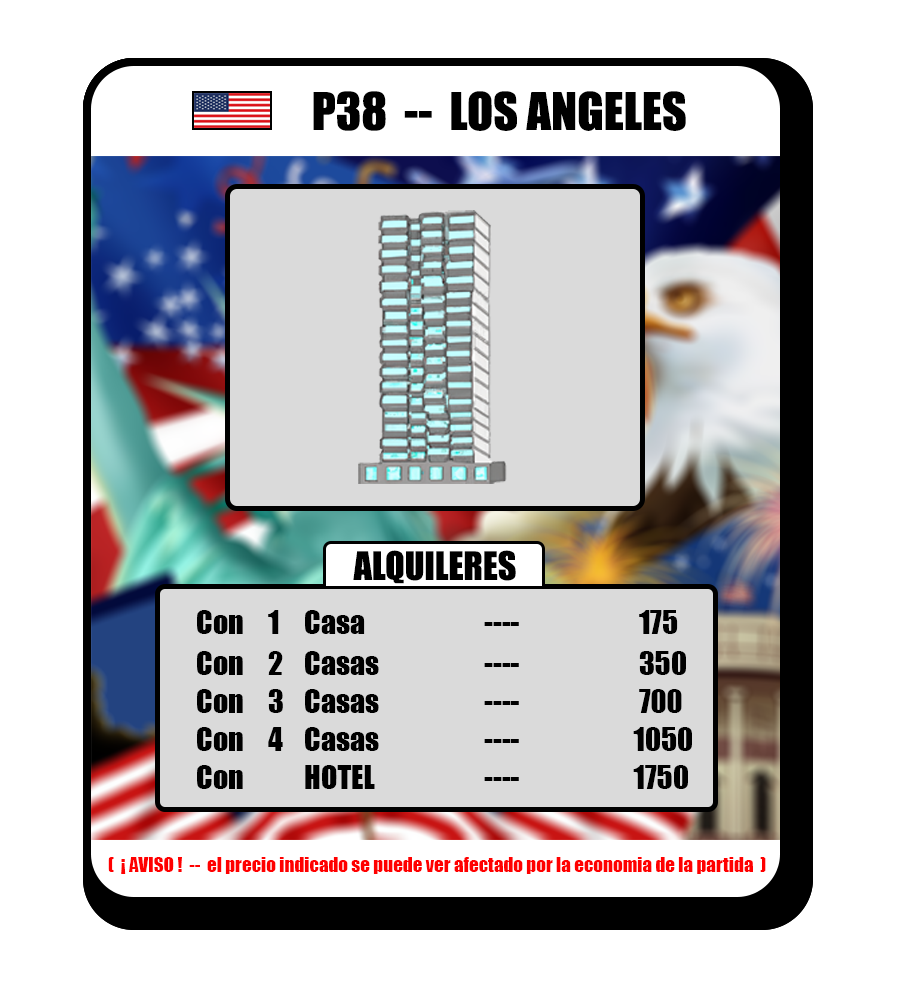 P38 -- LOS ANGELES
ALQUILERES
Con 1 Casa ---- 175
Con 2 Casas ---- 350
Con 3 Casas ---- 700
Con 4 Casas ---- 1050
Con HOTEL ---- 1750
( ¡ AVISO ! -- el precio indicado se puede ver afectado por la economia de la partida )